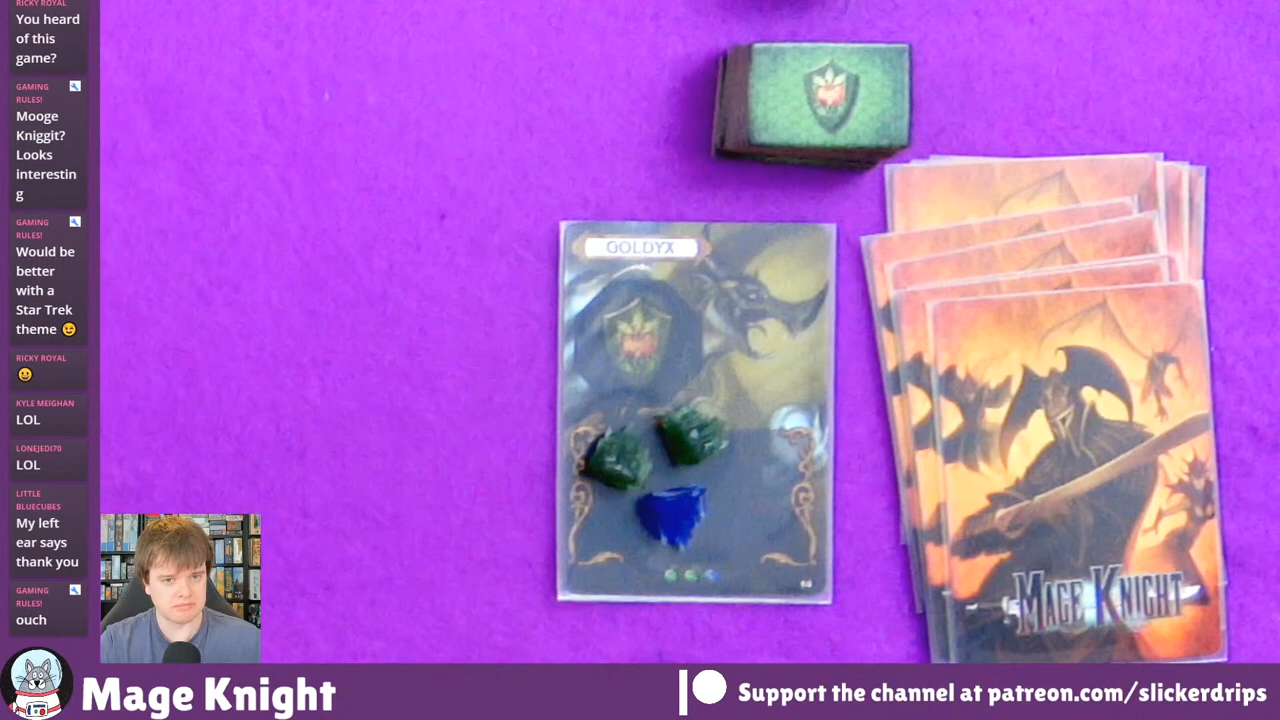 RICKY ROYAL
You heard
of this
game?
GAMING
RULES!
Mooge
Kniggit?
Looks
interestin
g
GAMING
RULES!
Would be
better
with a
Star Trek
theme 😉
RICKY ROYAL
😀
KYLE MEIGHAN
LOL
LONEJEDI70
LOL
LITTLE
BLUECUBES
My left
ear says
thank you
GAMING
RULES!
ouch
GOLDYX
MAGE KNIGHT
Mage Knight
Support the channel at patreon.com/slickerdrips